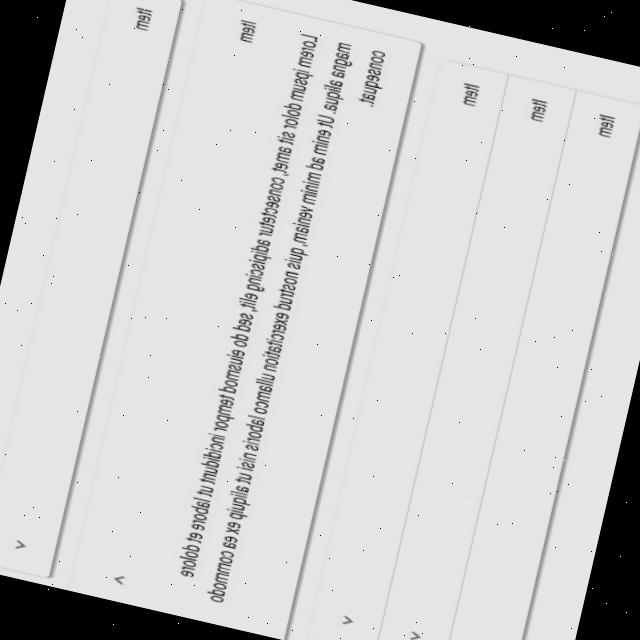 Item
Item
Lorem ipsum dolor sit amet, consectetur adipisicing elit, sed do eiusmod tempor incididunt ut labore et dolore
magna aliqua. Ut enim ad minim veniam, quis nostrud exercitation ullamco laboris nisi ut aliquip ex ea commodo
consequat.
Item
Item
Item